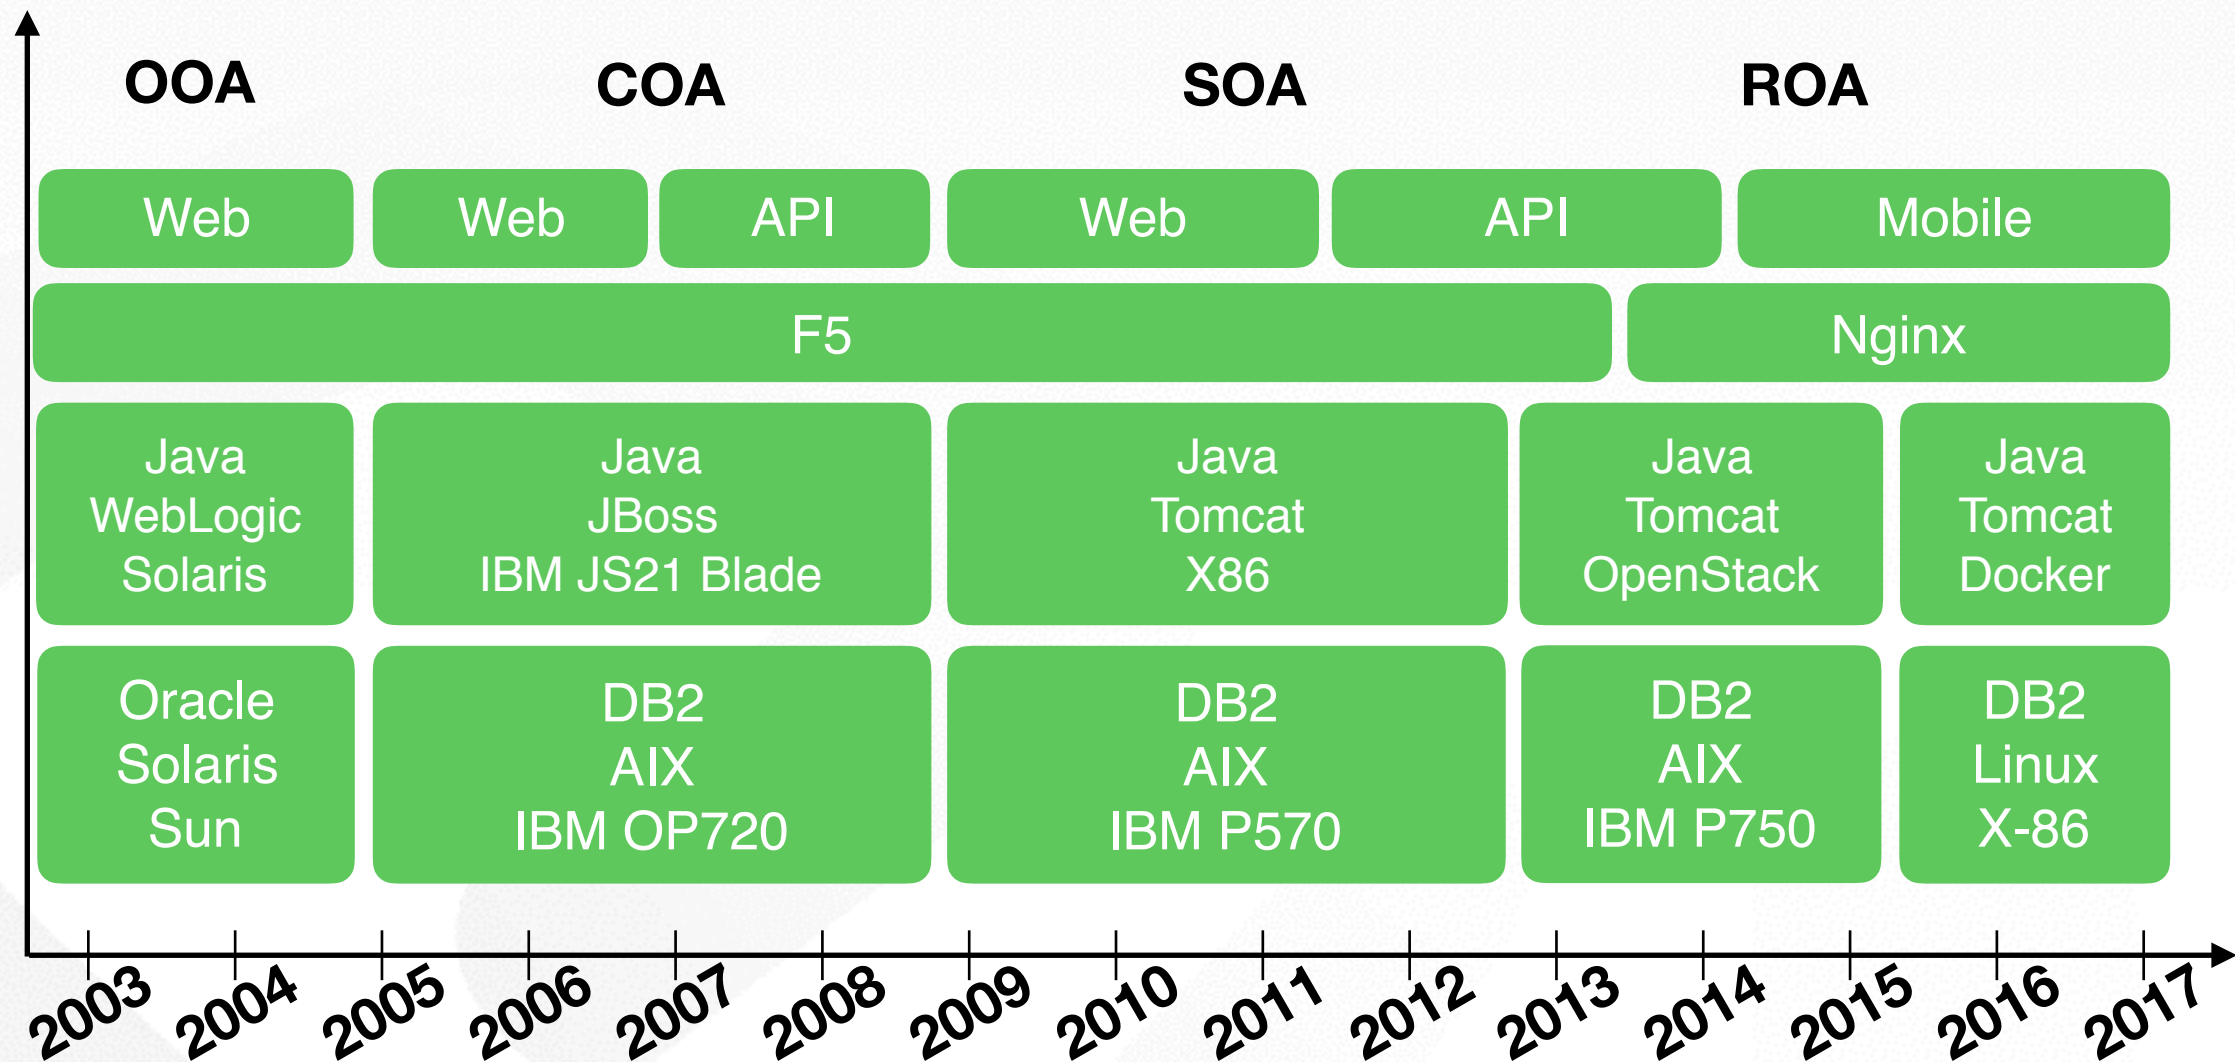 OOA COA SOA ROA
Web Web API Web API Mobile
F5 Nginx
Java Java Java Java Java
WebLogic JBoss Tomcat Tomcat Tomcat
Solaris IBM JS21 Blade X86 OpenStack Docker
Oracle DB2 DB2 DB2 DB2
Solaris AIX AIX AIX Linux
Sun IBM OP720 IBM P570 IBM P750 X-86
2003 2004 2005 2006 2007 2008 2009 2010 2011 2012 2013 2014 2015 2016 2017